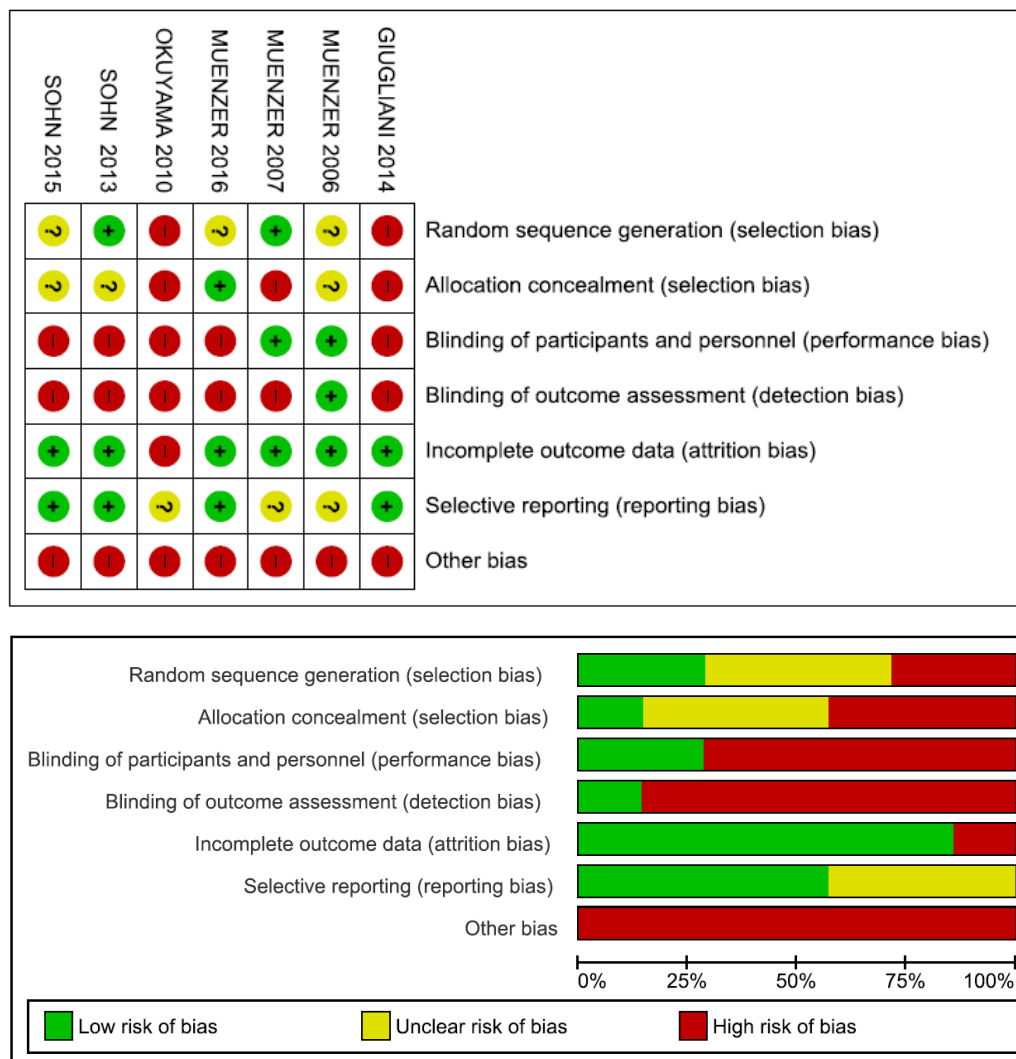 SOHN 2015
SOHN 2013
OKUYAMA 2010
MUENZER 2016
MUENZER 2007
MUENZER 2006
GIUGLIANI 2014
? + - ? + ? - Random sequence generation (selection bias)
? ? - + - ? - Allocation concealment (selection bias)
- - - - + + - Blinding of participants and personnel (performance bias)
- - - - - + - Blinding of outcome assessment (detection bias)
+ + - + + + + Incomplete outcome data (attrition bias)
+ + ? + ? ? + Selective reporting (reporting bias)
- - - - - - - Other bias
Random sequence generation (selection bias)
Allocation concealment (selection bias)
Blinding of participants and personnel (performance bias)
Blinding of outcome assessment (detection bias)
Incomplete outcome data (attrition bias)
Selective reporting (reporting bias)
Other bias
0% 25% 50% 75% 100%
Low risk of bias Unclear risk of bias High risk of bias